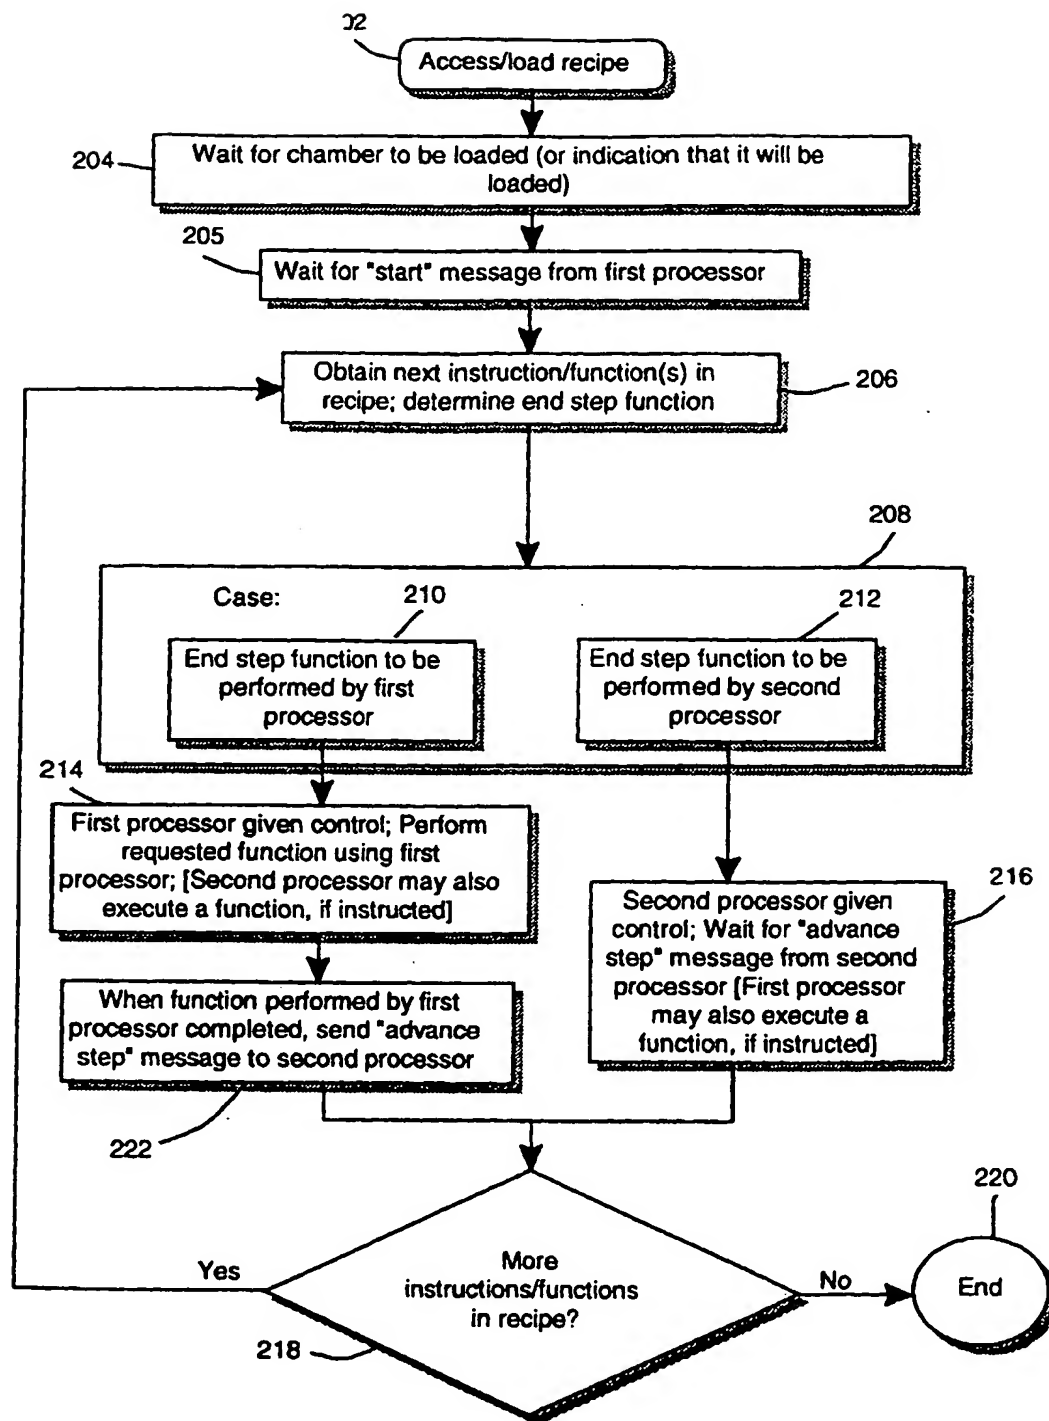 02
Access/load recipe
204
Wait for chamber to be loaded (or indication that it will be
loaded)
205
Wait for "start" message from first processor
Obtain next instruction/function(s) in
recipe; determine end step function
206
208
Case:
210
212
End step function to be
performed by first
processor
End step function to be
performed by second
processor
214
First processor given control; Perform
requested function using first
processor; [Second processor may also
execute a function, if instructed]
216
Second processor given
control; Wait for "advance
step" message from second
processor [First processor
may also execute a
function, if instructed]
When function performed by first
processor completed, send "advance
step" message to second processor
222
220
Yes
More
instructions/functions
in recipe?
No
End
218